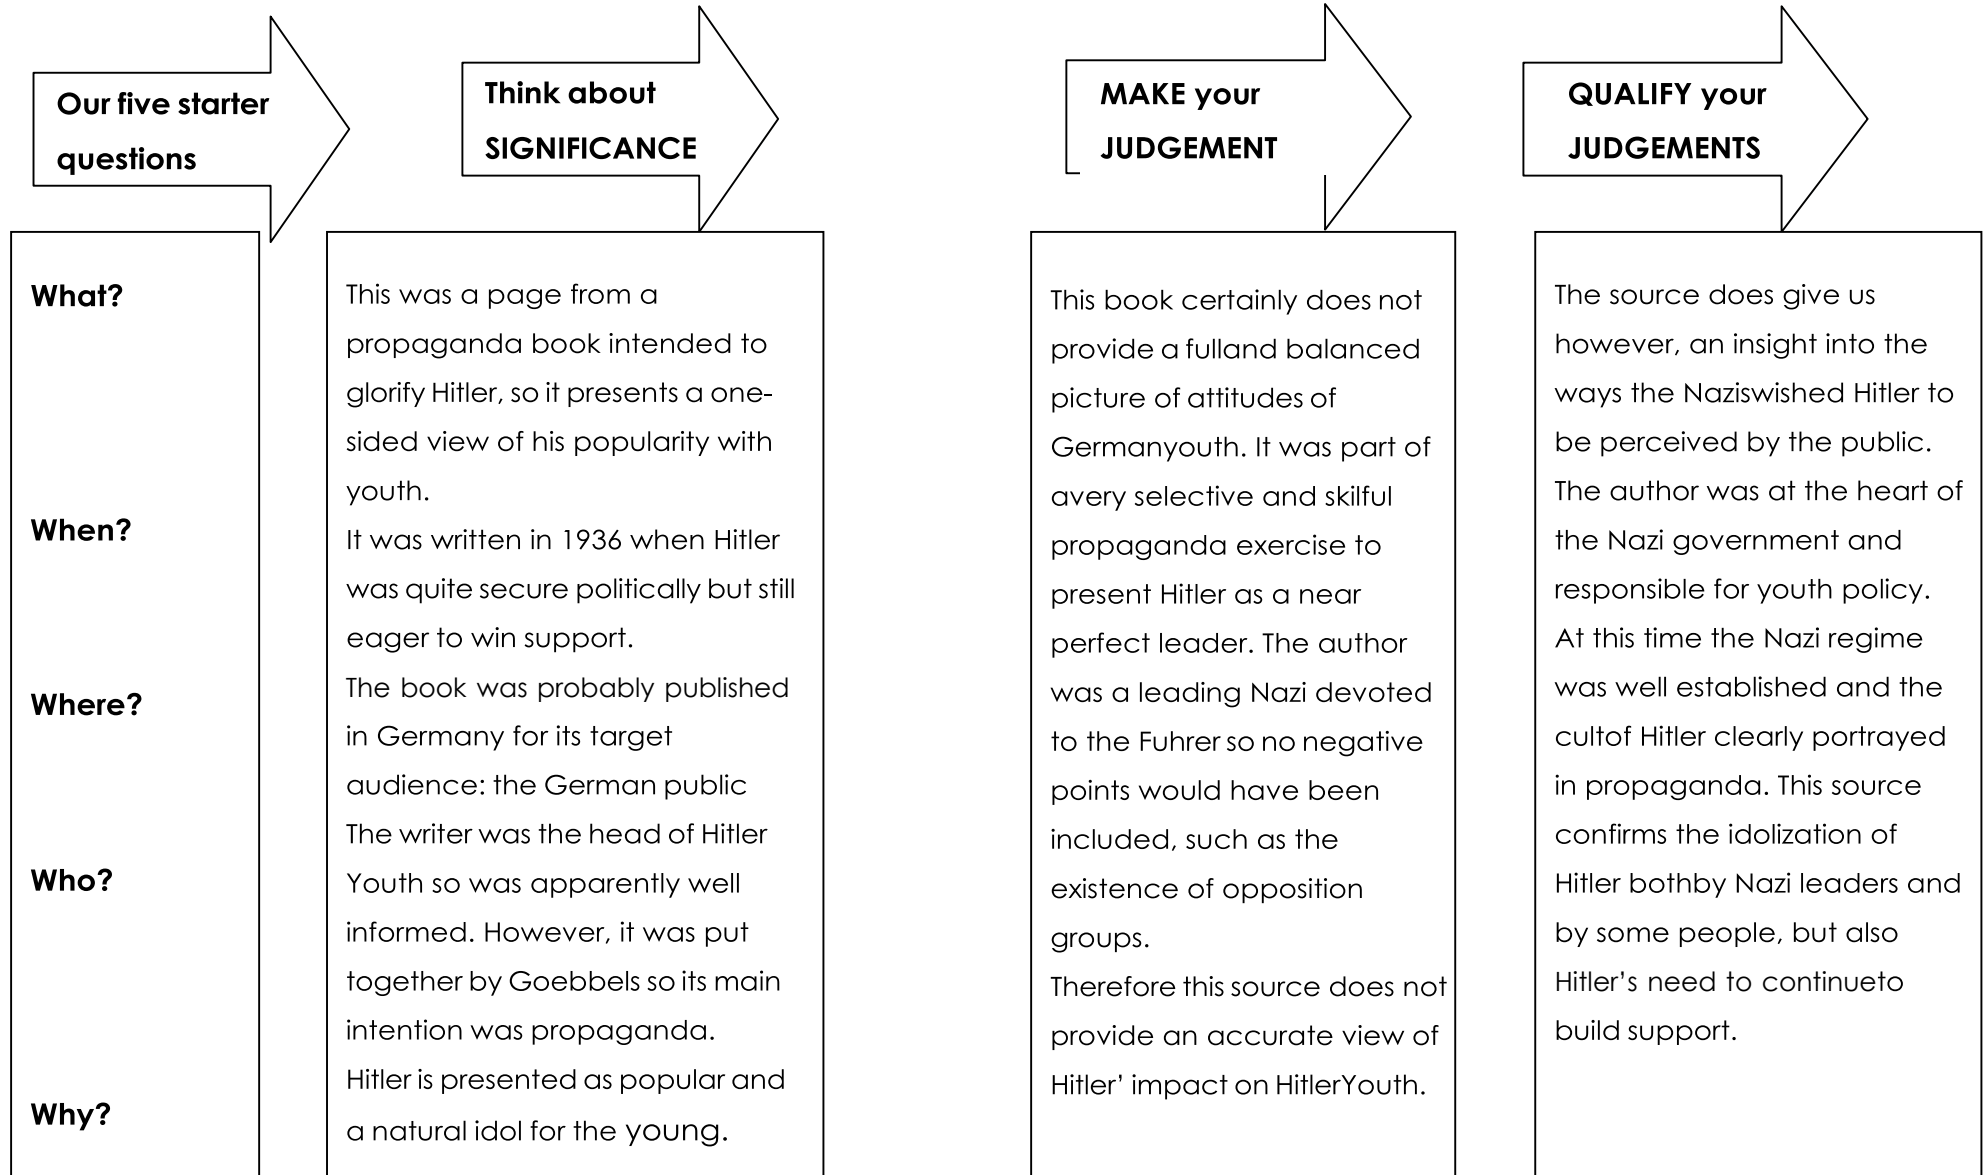 Our five starter
questions
Think about
SIGNIFICANCE
MAKE your
JUDGEMENT
QUALIFY your
JUDGEMENTS
What?
When?
Where?
Who?
Why?
This was a page from a
propaganda book intended to
glorify Hitler, so it presents a one-
sided view of his popularity with
youth.
It was written in 1936 when Hitler
was quite secure politically but still
eager to win support.
The book was probably published
in Germany for its target
audience: the German public
The writer was the head of Hitler
Youth so was apparently well
informed. However, it was put
together by Goebbels so its main
intention was propaganda.
Hitler is presented as popular and
a natural idol for the young.
This book certainly does not
provide a fulland balanced
picture of attitudes of
Germanyouth. It was part of
avery selective and skilful
propaganda exercise to
present Hitler as a near
perfect leader. The author
was a leading Nazi devoted
to the Fuhrer so no negative
points would have been
included, such as the
existence of opposition
groups.
Therefore this source does not
provide an accurate view of
Hitler’ impact on HitlerYouth.
The source does give us
however, an insight into the
ways the Naziswished Hitler to
be perceived by the public.
The author was at the heart of
the Nazi government and
responsible for youth policy.
At this time the Nazi regime
was well established and the
cultof Hitler clearly portrayed
in propaganda. This source
confirms the idolization of
Hitler bothby Nazi leaders and
by some people, but also
Hitler’s need to continueto
build support.